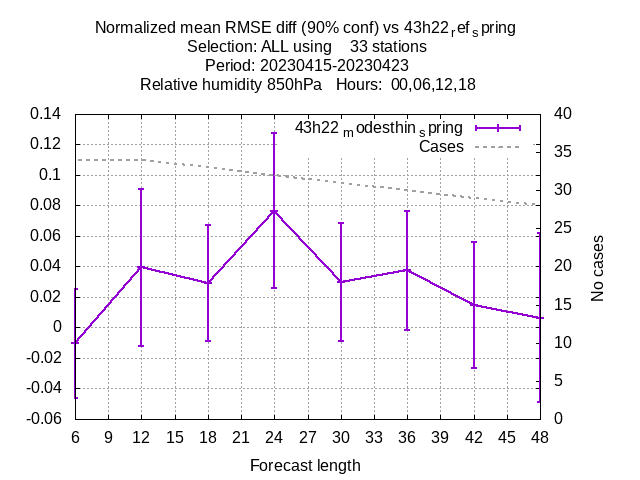 Normalized mean RMSE diff (90% conf) vs 43h22refspring
Selection: ALL using 33 stations
Period: 20230415-20230423
Relative humidity 850hPa Hours: 00,06,12,18
43h22modesthinspring
Cases
0.14
0.12
0.1
0.08
0.06
0.04
0.02
0
-0.02
-0.04
-0.06
40
35
30
25
20
15
10
5
0
No cases
6 9 12 15 18 21 24 27 30 33 36 39 42 45 48
Forecast length